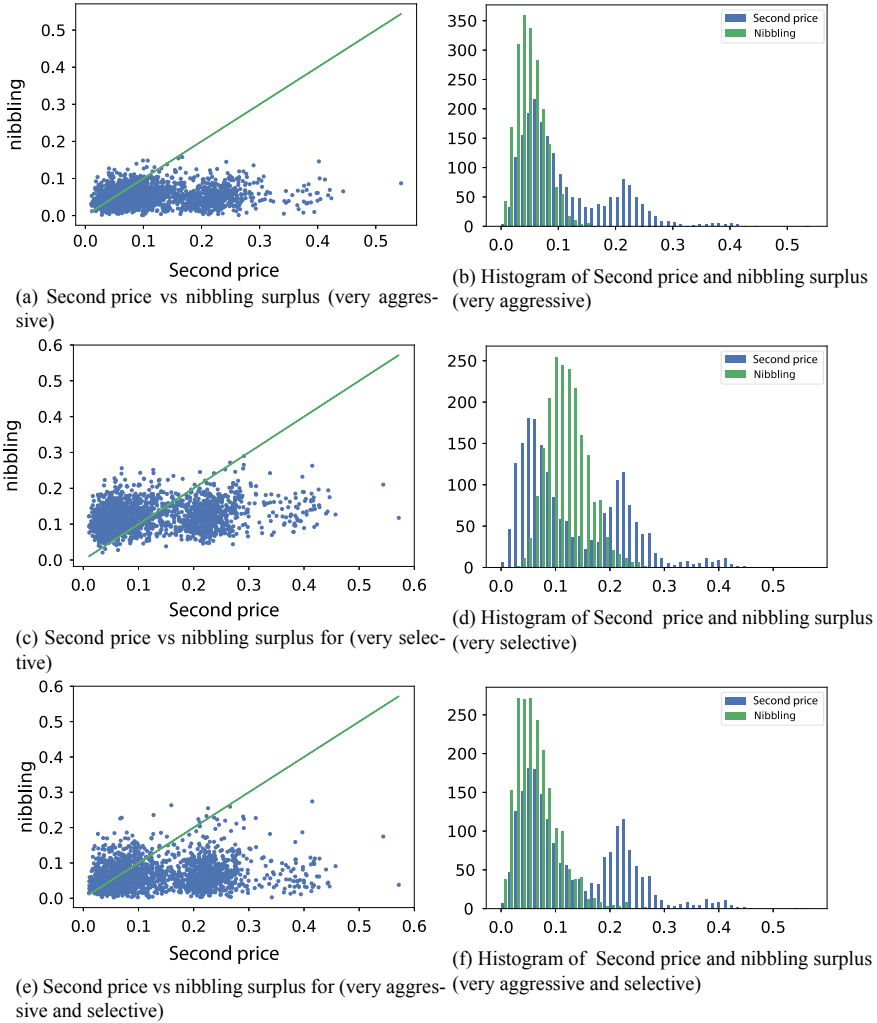 0.5
0.4
0.3
0.2
0.1
0.0
nibbling
0.0 0.1 0.2 0.3 0.4 0.5
Second price
(a) Second price vs nibbling surplus (very aggres-
sive)
350
300
250
200
150
100
50
0
Second price
Nibbling
0.0 0.1 0.2 0.3 0.4 0.5
(b) Histogram of Second price and nibbling surplus
(very aggressive)
0.6
0.5
0.4
0.3
0.2
0.1
0.0
nibbling
0.0 0.1 0.2 0.3 0.4 0.5 0.6
Second price
(c) Second price vs nibbling surplus for (very selec-
tive)
250
200
150
100
50
0
Second price
Nibbling
0.0 0.1 0.2 0.3 0.4 0.5
(d) Histogram of Second price and nibbling surplus
(very selective)
0.6
0.5
0.4
0.3
0.2
0.1
0.0
nibbling
0.0 0.1 0.2 0.3 0.4 0.5 0.6
Second price
(e) Second price vs nibbling surplus for (very aggres-
sive and selective)
250
200
150
100
50
0
Second price
Nibbling
0.0 0.1 0.2 0.3 0.4 0.5
(f) Histogram of Second price and nibbling surplus
(very aggressive and selective)